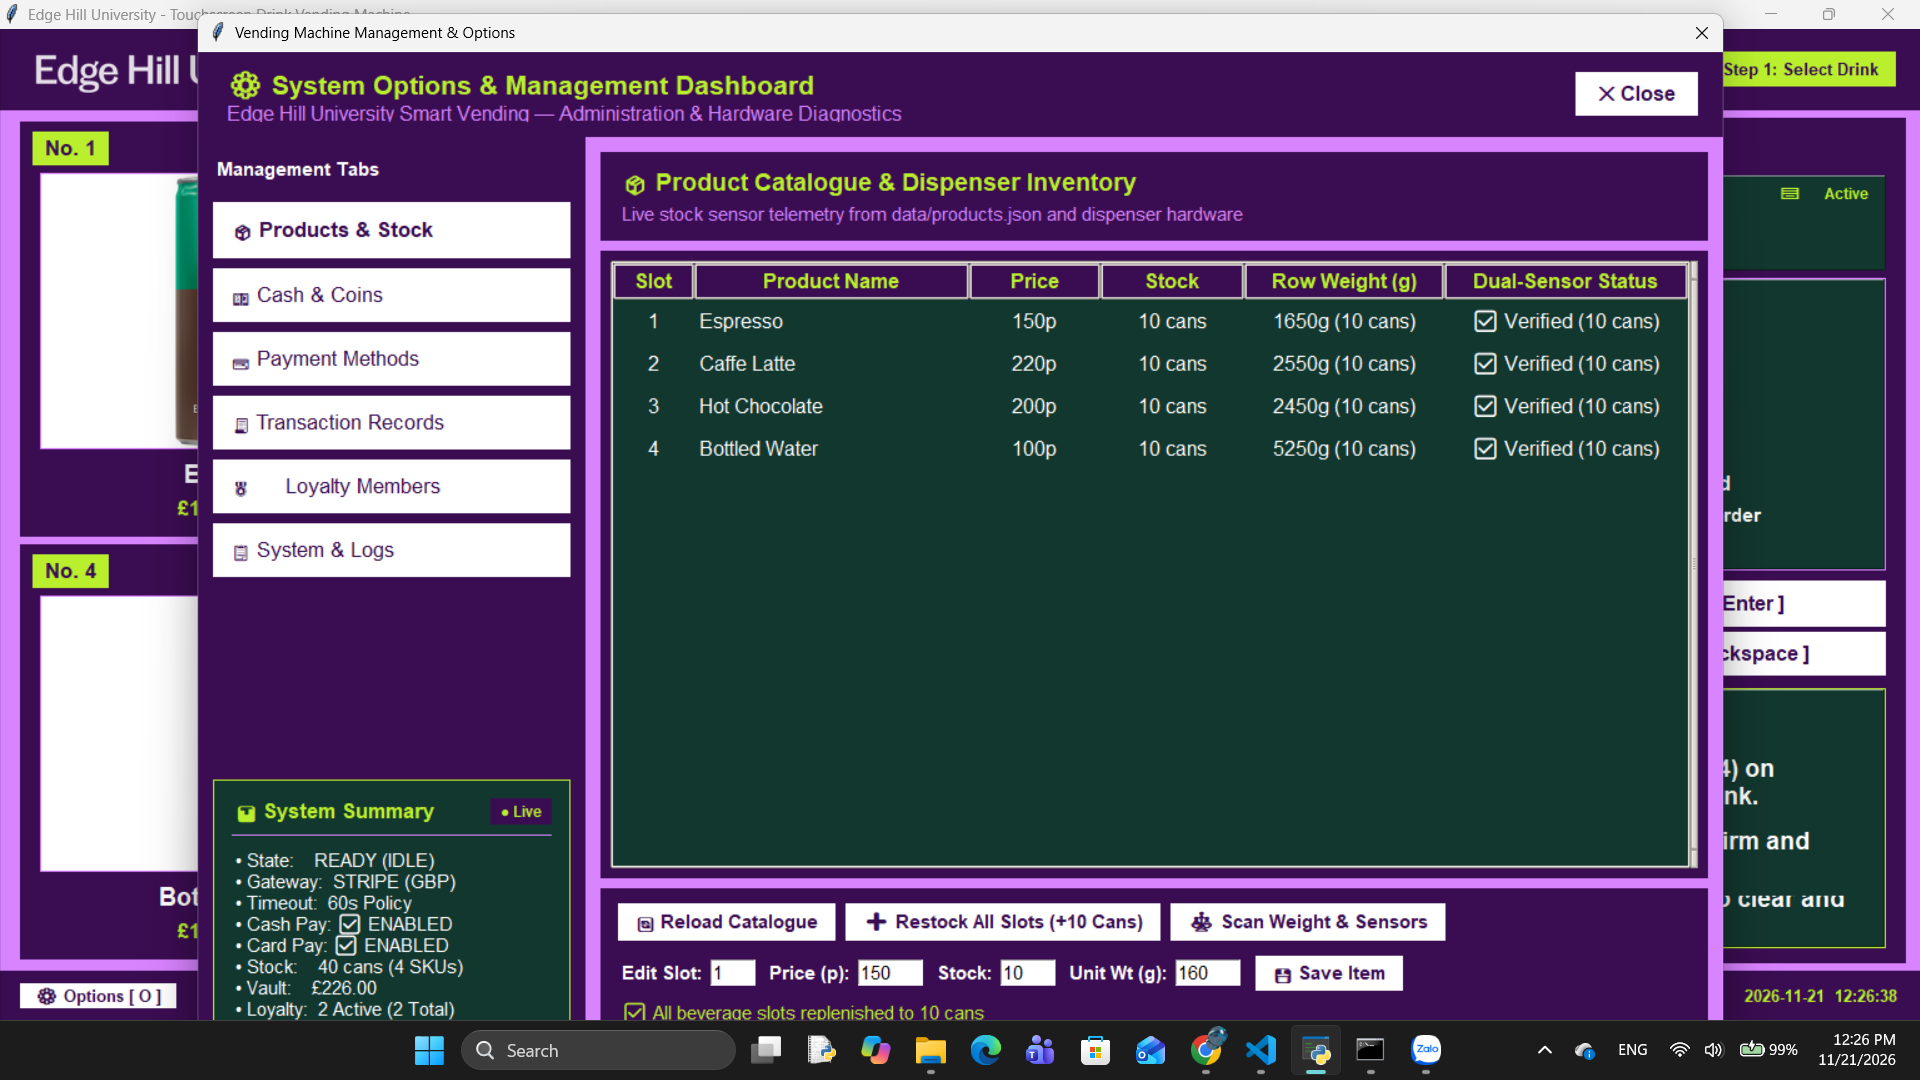 Edge Hill University - Touchscreen Drink Vending Machine
Vending Machine Management & Options
Edge Hill
System Options & Management Dashboard
Edge Hill University Smart Vending — Administration & Hardware Diagnostics
Close
Step 1: Select Drink
No. 1
Management Tabs
Products & Stock
Cash & Coins
Payment Methods
Transaction Records
Loyalty Members
System & Logs
Product Catalogue & Dispenser Inventory
Live stock sensor telemetry from data/products.json and dispenser hardware
Active
Slot Product Name Price Stock Row Weight (g) Dual-Sensor Status
1 Espresso 150p 10 cans 1650g (10 cans) Verified (10 cans)
2 Caffe Latte 220p 10 cans 2550g (10 cans) Verified (10 cans)
3 Hot Chocolate 200p 10 cans 2450g (10 cans) Verified (10 cans)
4 Bottled Water 100p 10 cans 5250g (10 cans) Verified (10 cans)
No. 4
rder
Enter ]
ckspace ]
4) on
nk.
irm and
clear and
System Summary
• Live
• State: READY (IDLE)
• Gateway: STRIPE (GBP)
• Timeout: 60s Policy
• Cash Pay: ENABLED
• Card Pay: ENABLED
• Stock: 40 cans (4 SKUs)
• Vault: £226.00
• Loyalty: 2 Active (2 Total)
Reload Catalogue
Restock All Slots (+10 Cans)
Scan Weight & Sensors
Edit Slot: 1 Price (p): 150 Stock: 10 Unit Wt (g): 160 Save Item
All beverage slots replenished to 10 cans
E
£1
Bot
£1
Options [ O ]
2026-11-21 12:26:38
Search
Zalo
ENG
99%
12:26 PM
11/21/2026